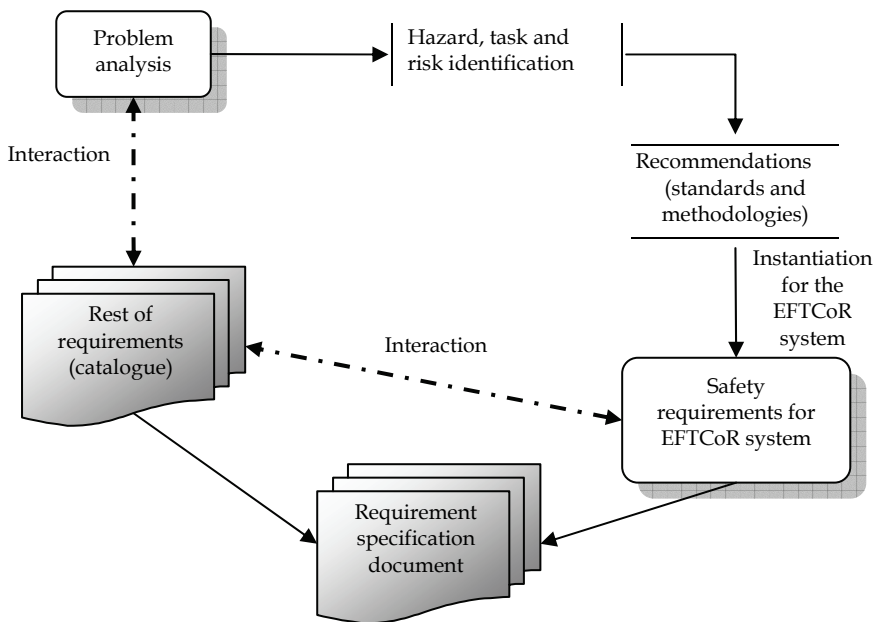 Problem
analysis
Hazard, task and
risk identification
Interaction
Recommendations
(standards and
methodologies)
Instantiation
for the
EFTCoR
system
Rest of
requirements
(catalogue)
Interaction
Safety
requirements for
EFTCoR system
Requirement
specification
document